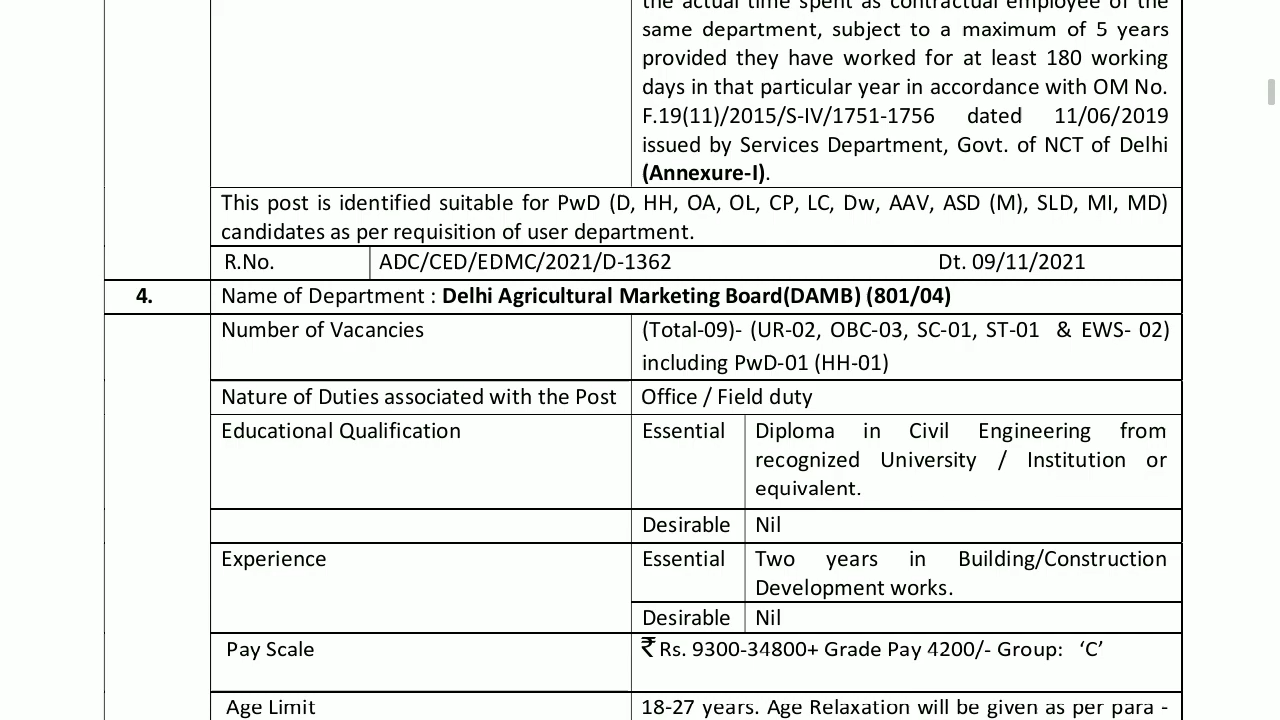 the actual time spent as contractual employee of the
same department, subject to a maximum of 5 years
provided they have worked for at least 180 working
days in that particular year in accordance with OM No.
F.19(11)/2015/S-IV/1751-1756 dated 11/06/2019
issued by Services Department, Govt. of NCT of Delhi
(Annexure-I).
This post is identified suitable for PwD (D, HH, OA, OL, CP, LC, Dw, AAV, ASD (M), SLD, MI, MD)
candidates as per requisition of user department.
R.No. ADC/CED/EDMC/2021/D-1362 Dt. 09/11/2021
4. Name of Department : Delhi Agricultural Marketing Board(DAMB) (801/04)
Number of Vacancies (Total-09)- (UR-02, OBC-03, SC-01, ST-01 & EWS- 02)
including PwD-01 (HH-01)
Nature of Duties associated with the Post Office / Field duty
Educational Qualification Essential Diploma in Civil Engineering from
recognized University / Institution or
equivalent.
Desirable Nil
Experience Essential Two years in Building/Construction
Development works.
Desirable Nil
Pay Scale ₹ Rs. 9300-34800+ Grade Pay 4200/- Group: ‘C’
Age Limit 18-27 years. Age Relaxation will be given as per para -